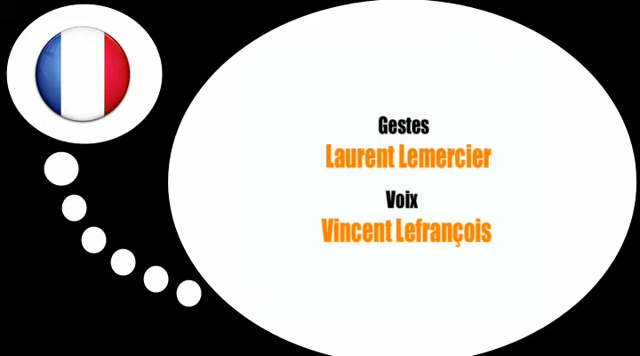 Gestes
Laurent Lemercier
Voix
Vincent Lefrançois